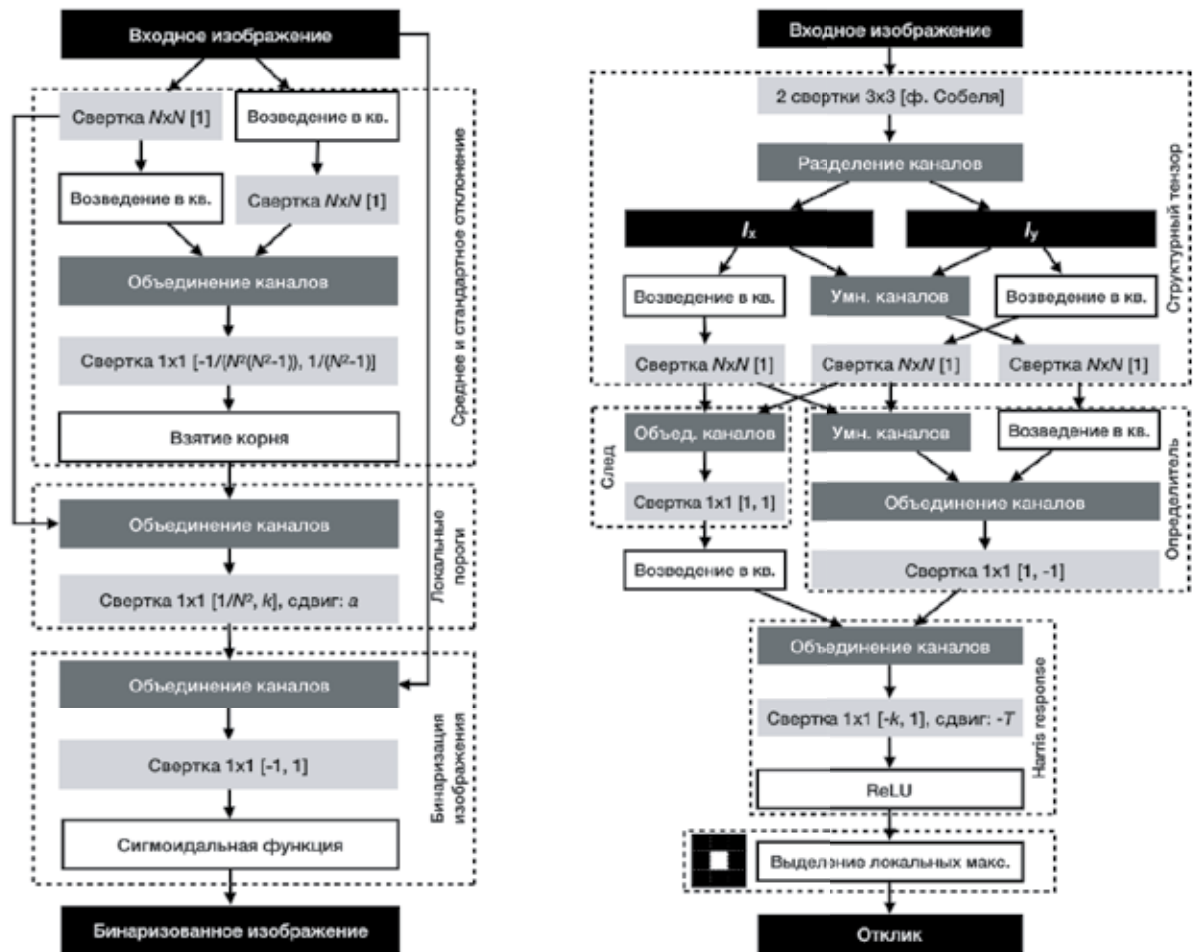 Входное изображение
Свертка NxN [1]
Возведение в кв.
Возведение в кв.
Свертка NxN [1]
Объединение каналов
Свертка 1x1 [-1/(N²(N²-1)), 1/(N²-1)]
Взятие корня
Среднее и стандартное отклонение
Объединение каналов
Свертка 1x1 [1/N², k], сдвиг: a
Локальные
пороги
Объединение каналов
Свертка 1x1 [-1, 1]
Сигмоидальная функция
Бинаризация
изображения
Бинаризованное изображение
Входное изображение
2 свертки 3x3 [ф. Собеля]
Разделение каналов
Ix
Iy
Возведение в кв.
Умн. каналов
Возведение в кв.
Свертка NxN [1]
Свертка NxN [1]
Свертка NxN [1]
Структурный тензор
Объед. каналов
Свертка 1x1 [1, 1]
След
Умн. каналов
Возведение в кв.
Объединение каналов
Свертка 1x1 [1, -1]
Определитель
Возведение в кв.
Объединение каналов
Свертка 1x1 [-k, 1], сдвиг: -T
ReLU
Harris response
Выделение локальных макс.
Отклик